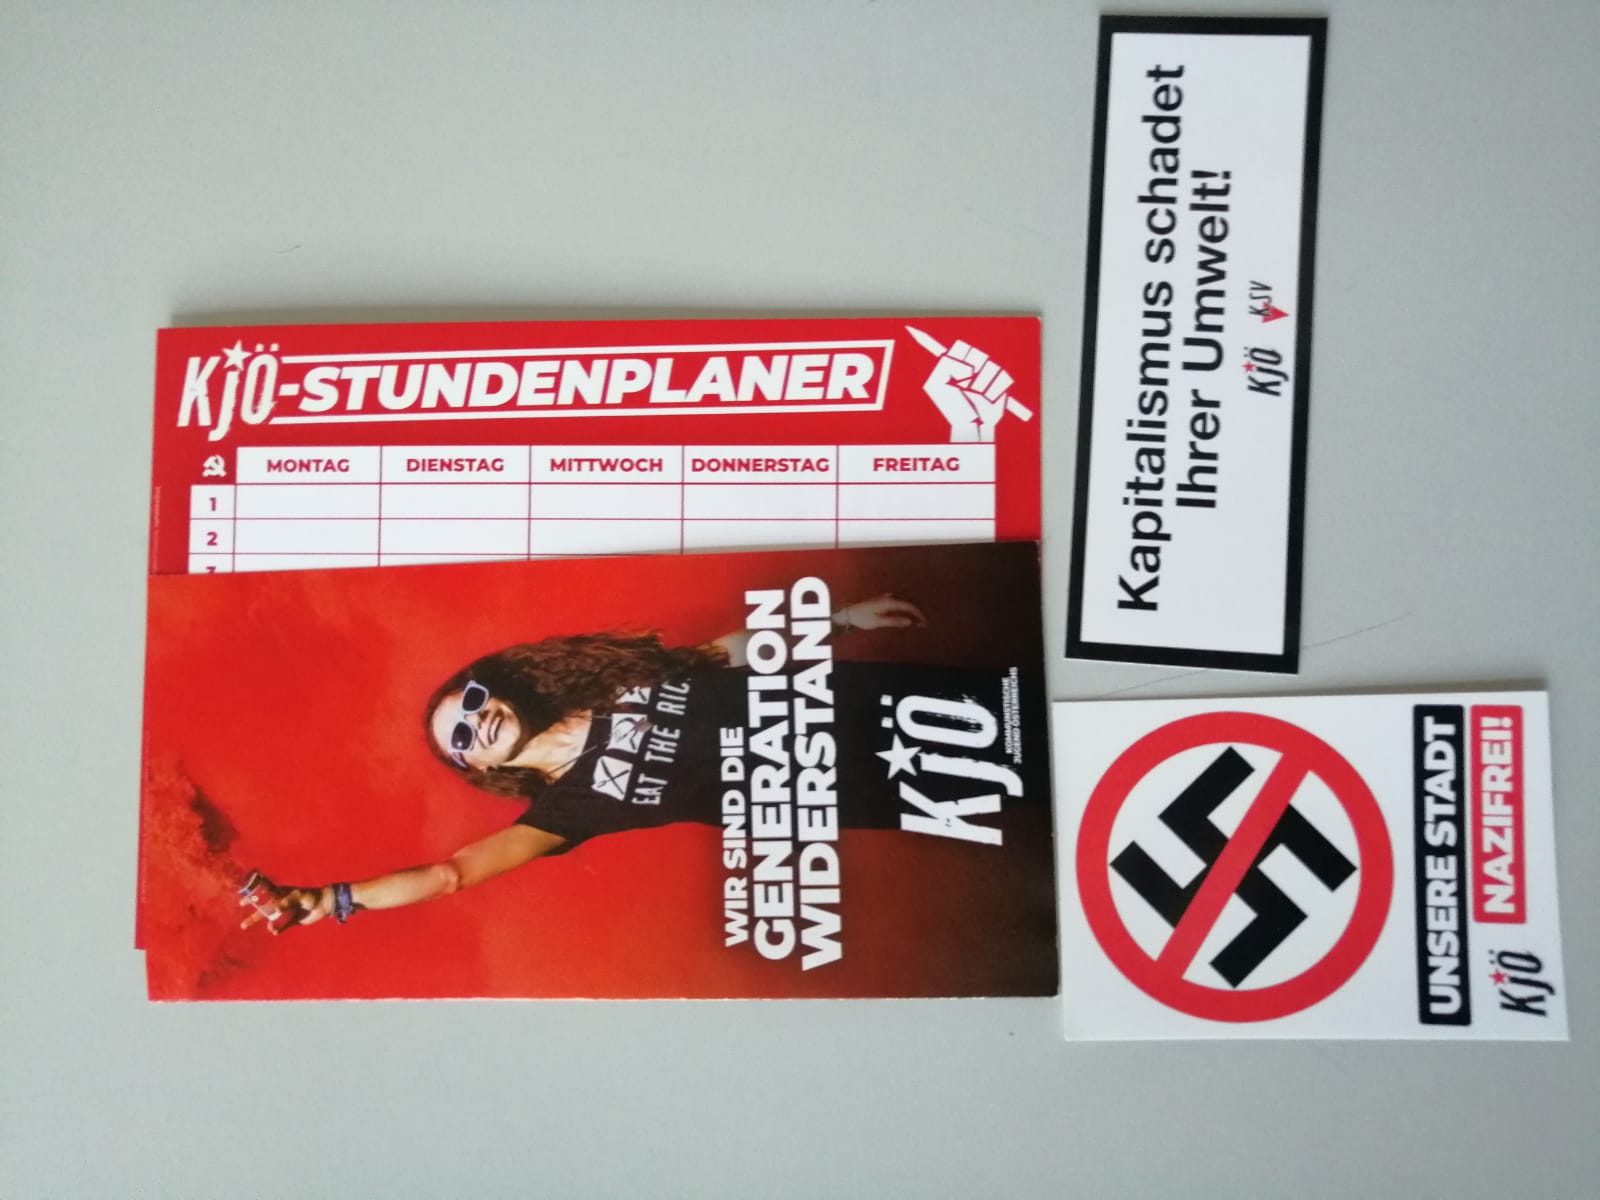 KJÖ-STUNDENPLANER
MONTAG DIENSTAG MITTWOCH DONNERSTAG FREITAG
1
2
3
EAT THE RIC
WIR SIND DIE
GENERATION
WIDERSTAND
KJÖ
KOMMUNISTISCHE
JUGEND ÖSTERREICHS
Kapitalismus schadet
Ihrer Umwelt!
KJÖ KSV
UNSERE STADT
NAZIFREI!
KJÖ